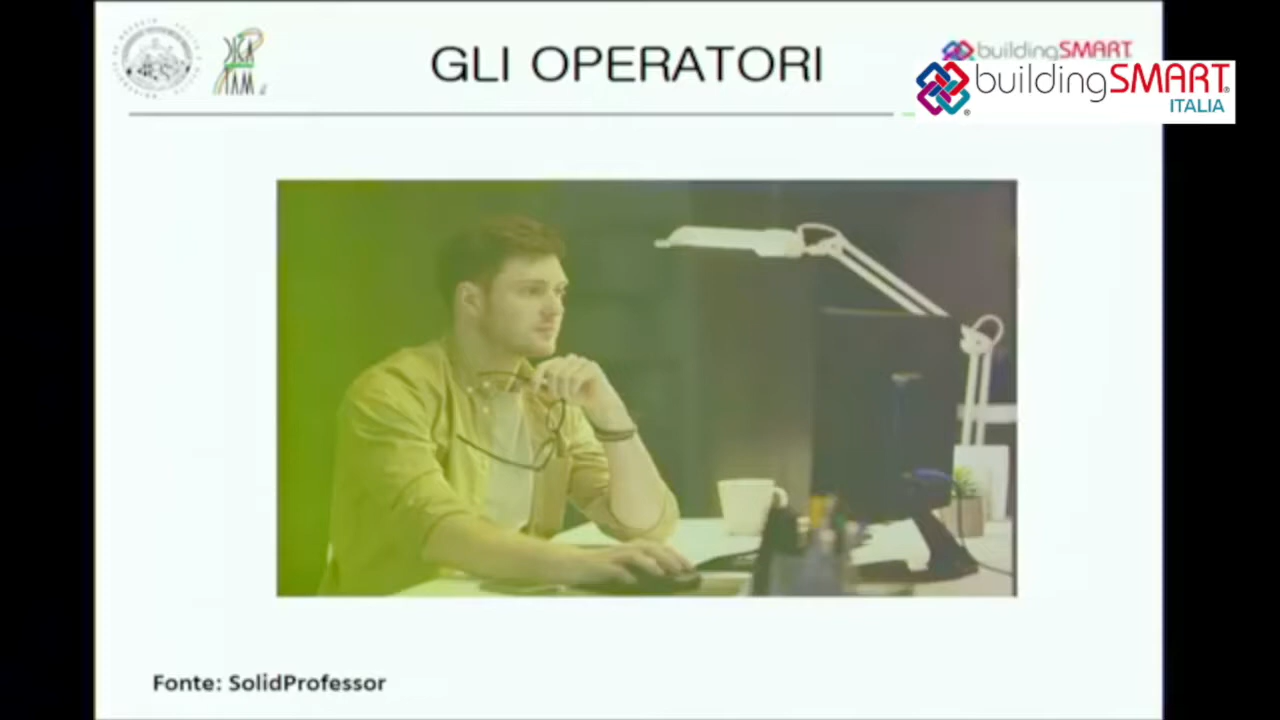 GLI OPERATORI
buildingSMART
buildingSMART®
ITALIA
®
Fonte: SolidProfessor